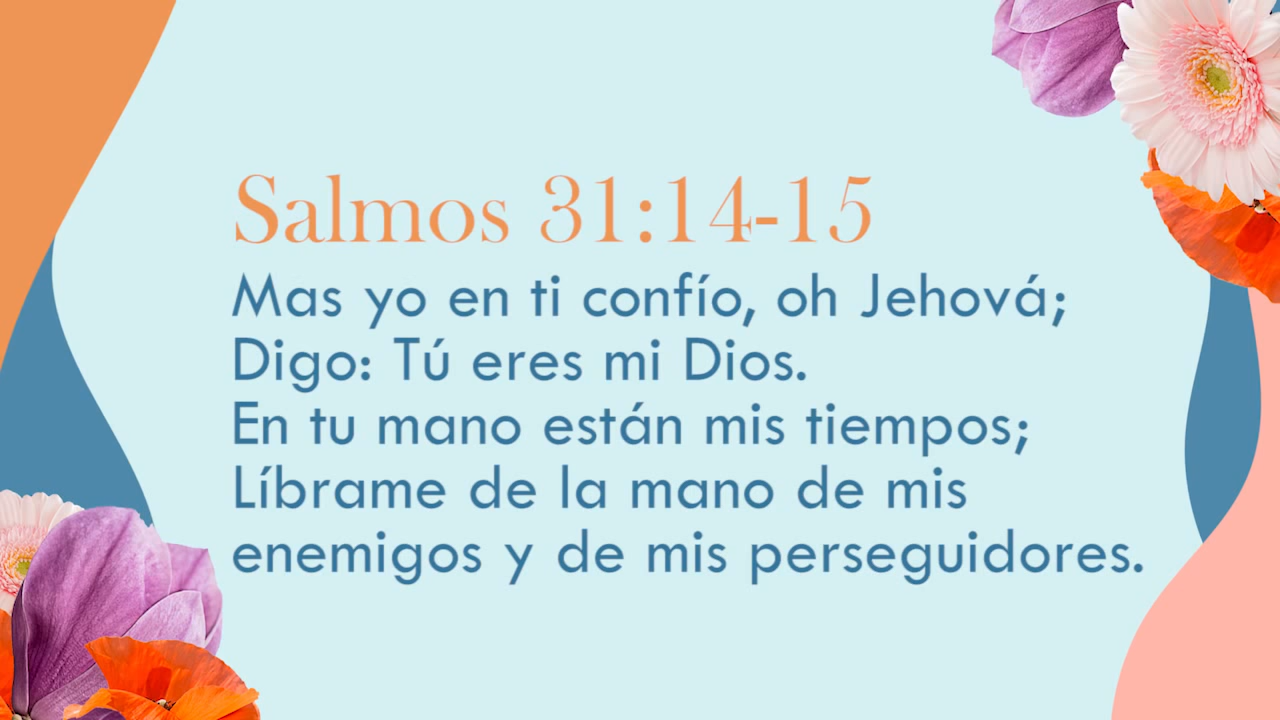 Salmos 31:14-15
Mas yo en ti confío, oh Jehová;
Digo: Tú eres mi Dios.
En tu mano están mis tiempos;
Líbrame de la mano de mis
enemigos y de mis perseguidores.